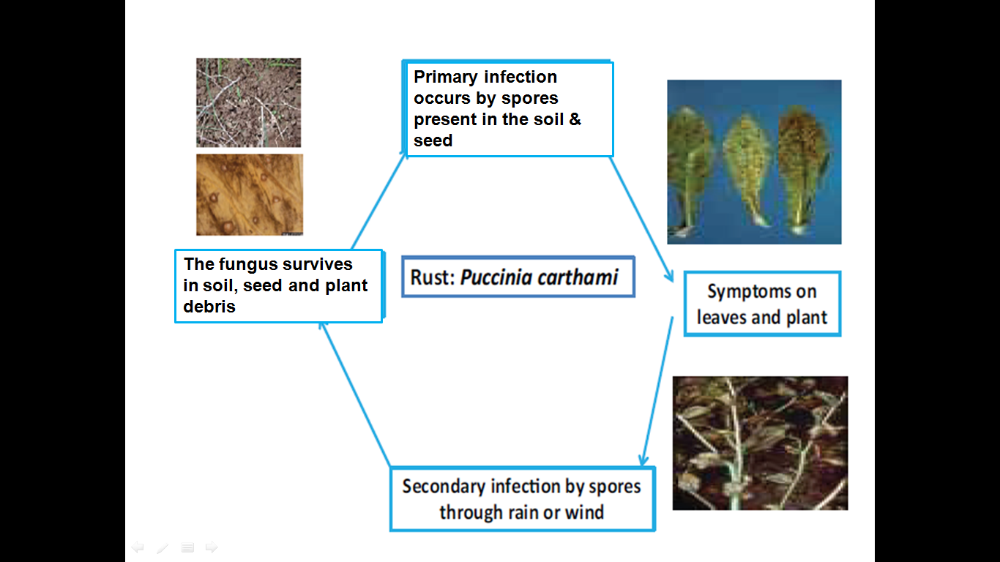 Primary infection
occurs by spores
present in the soil &
seed
The fungus survives
in soil, seed and plant
debris
Rust: Puccinia carthami
Symptoms on
leaves and plant
Secondary infection by spores
through rain or wind